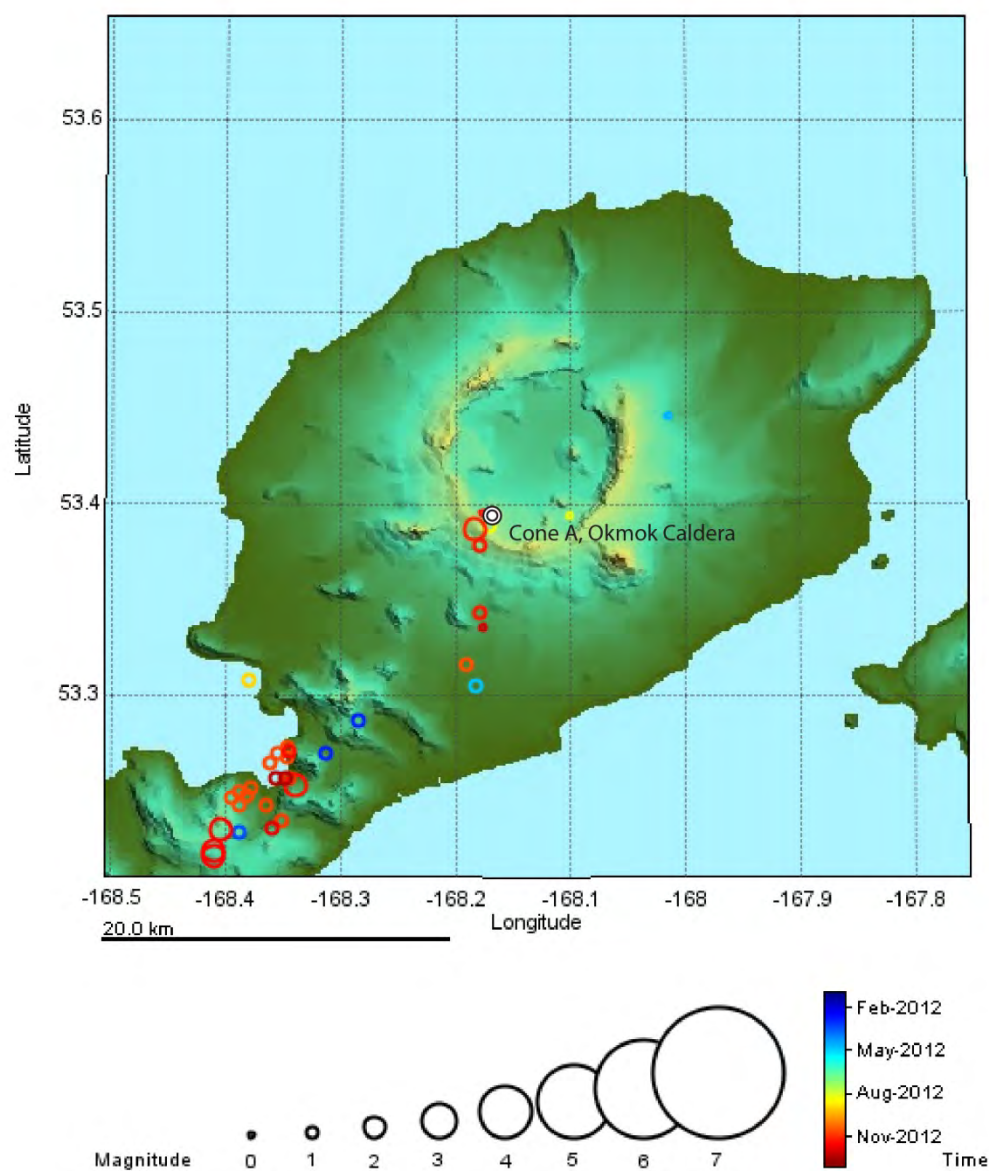 53.6
53.5
Latitude
53.4
Cone A, Okmok Caldera
53.3
-168.5 -168.4 -168.3 -168.2 -168.1 -168 -167.9 -167.8
Longitude
20.0 km
Feb-2012
May-2012
Aug-2012
Nov-2012
Magnitude 0 1 2 3 4 5 6 7 Time